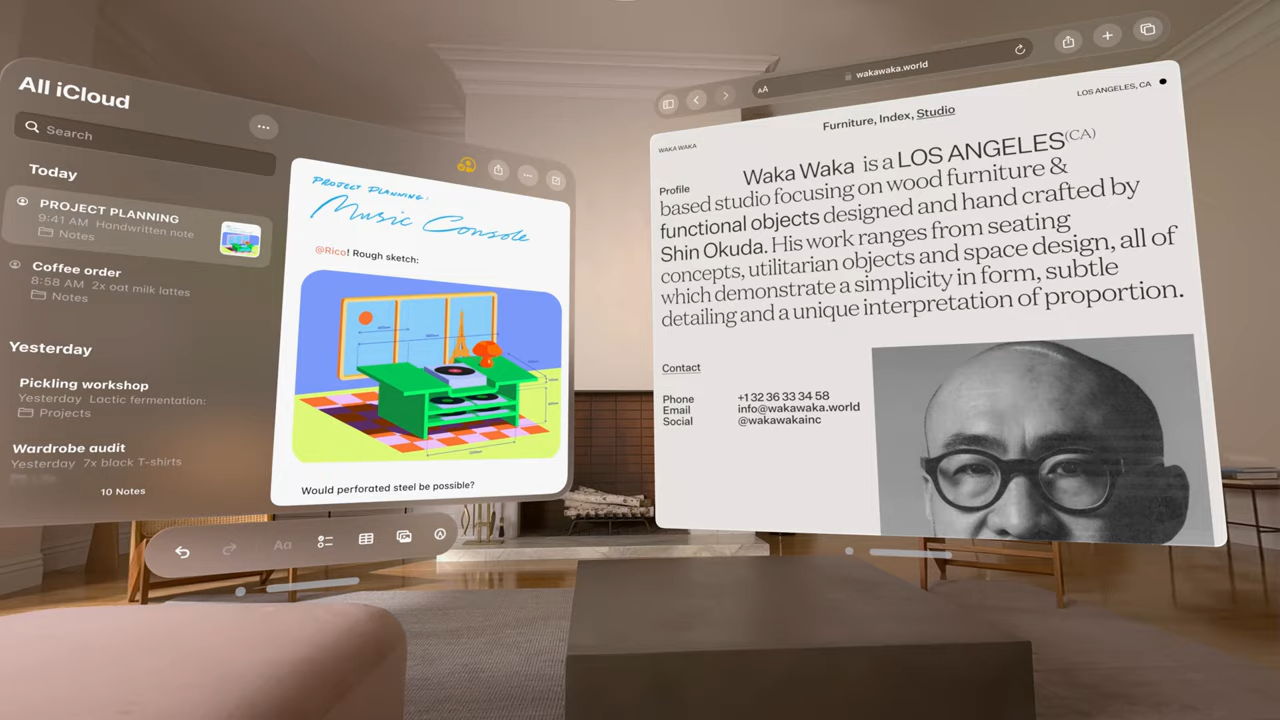 All iCloud
Search
Today
PROJECT PLANNING
9:41 AM Handwritten note
Notes
Coffee order
8:58 AM 2x oat milk lattes
Notes
Yesterday
Pickling workshop
Yesterday Lactic fermentation:
Projects
Wardrobe audit
Yesterday 7x black T-shirts
10 Notes
PROJECT PLANNING:
Music Console
@Rico! Rough sketch:
Would perforated steel be possible?
Aa
AA
wakawaka.world
WAKA WAKA
Furniture, Index, Studio
LOS ANGELES, CA
Profile
Waka Waka is a LOS ANGELES(CA)
based studio focusing on wood furniture &
functional objects designed and hand crafted by
Shin Okuda. His work ranges from seating
concepts, utilitarian objects and space design, all of
which demonstrate a simplicity in form, subtle
detailing and a unique interpretation of proportion.
Contact
Phone +1 32 36 33 34 58
Email info@wakawaka.world
Social @wakawakainc